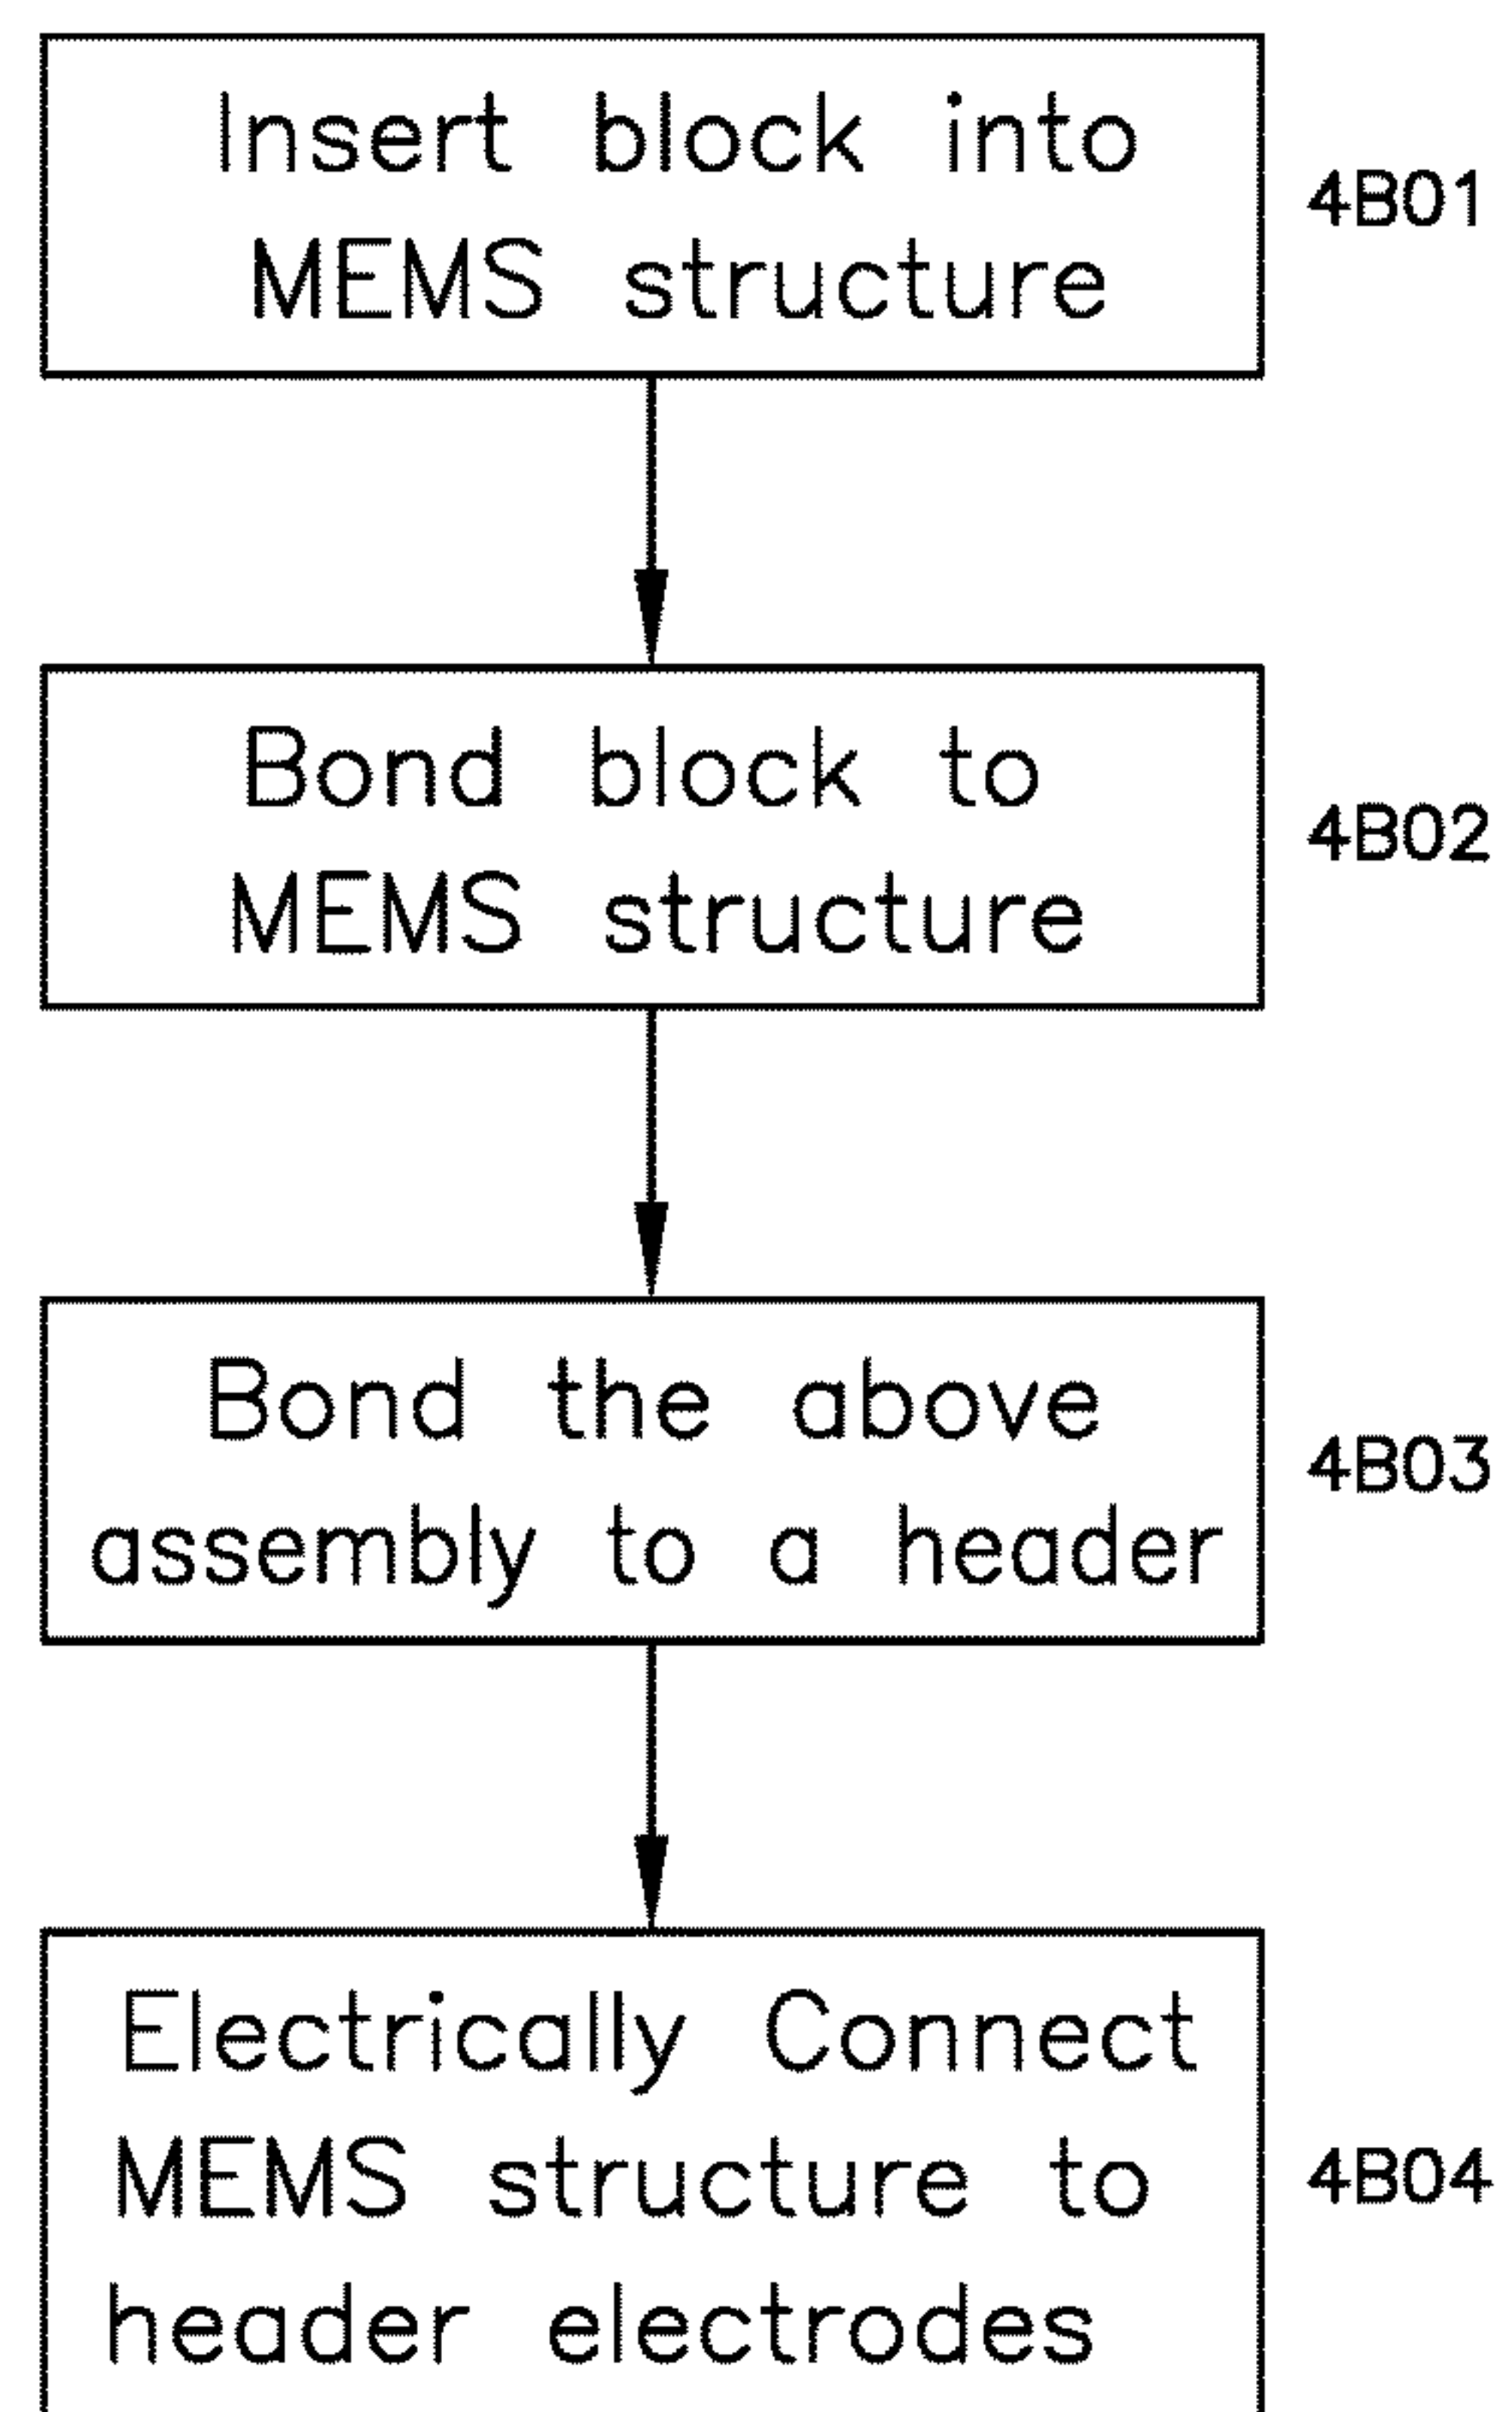 Insert block into
MEMS structure
4B01
Bond block to
MEMS structure
4B02
Bond the above
assembly to a header
4B03
Electrically Connect
MEMS structure to
header electrodes
4B04